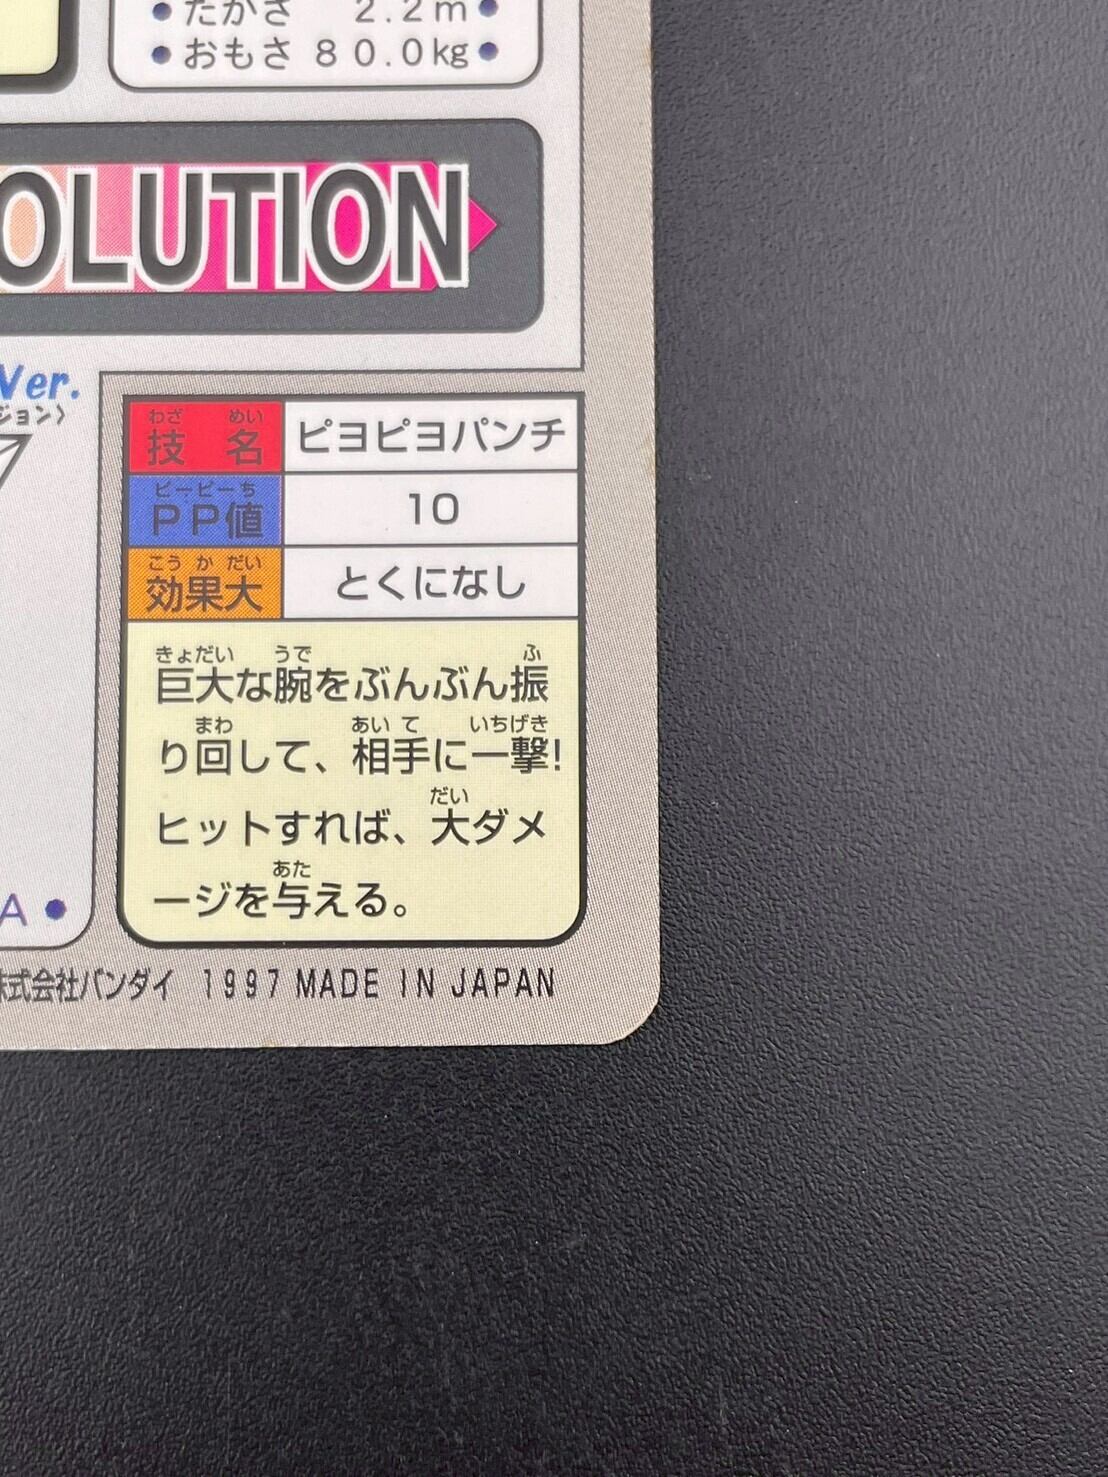 •たかさ 2.2m•
•おもさ 80.0kg•
OLUTION
Ver.
ジョン〉
わざ めい
技 名 ピヨピヨパンチ
ピーピーち
PP値 10
こう か だい
効果大 とくになし
きょだい うで ふ
巨大な腕をぶんぶん振
まわ あい て いちげき
り回して、相手に一撃!
だい
ヒットすれば、大ダメ
あた
ージを与える。
A •
株式会社バンダイ 1997 MADE IN JAPAN